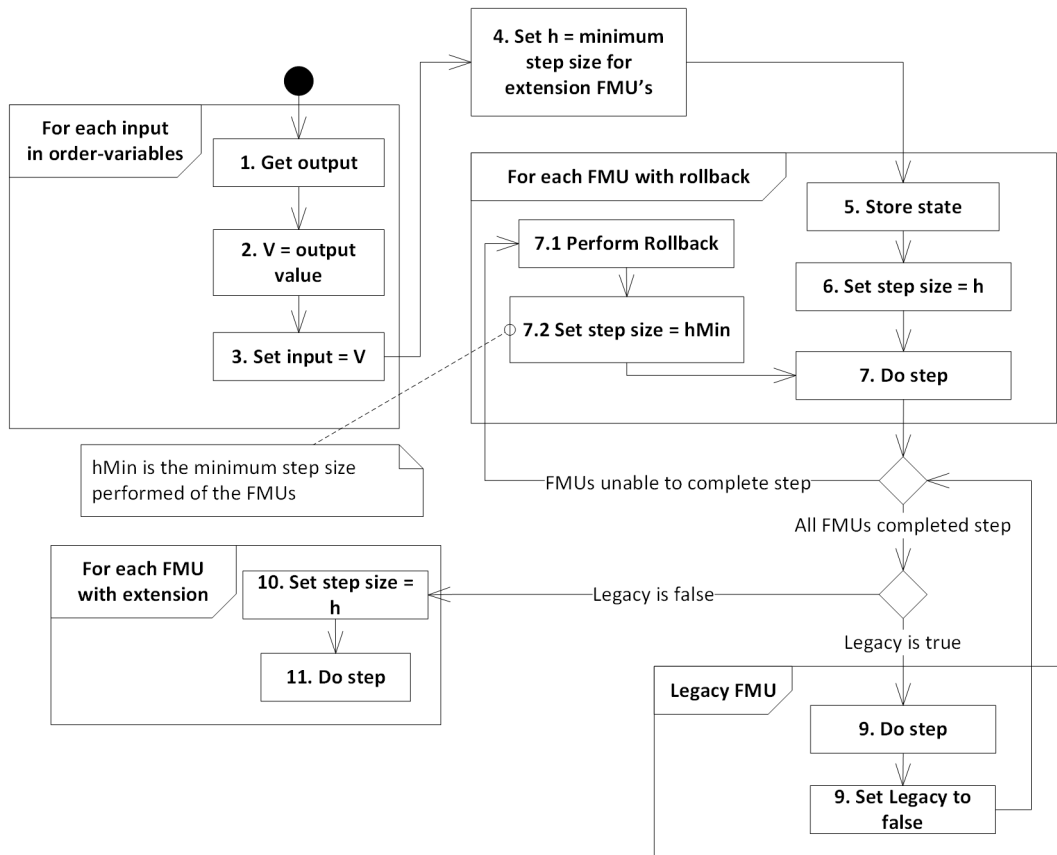 4. Set h = minimum
step size for
extension FMU's
For each input
in order-variables
1. Get output
2. V = output
value
3. Set input = V
For each FMU with rollback
5. Store state
7.1 Perform Rollback
6. Set step size = h
7.2 Set step size = hMin
7. Do step
hMin is the minimum step size
performed of the FMUs
FMUs unable to complete step
All FMUs completed step
For each FMU
with extension
10. Set step size =
h
11. Do step
Legacy is false
Legacy is true
Legacy FMU
9. Do step
9. Set Legacy to
false